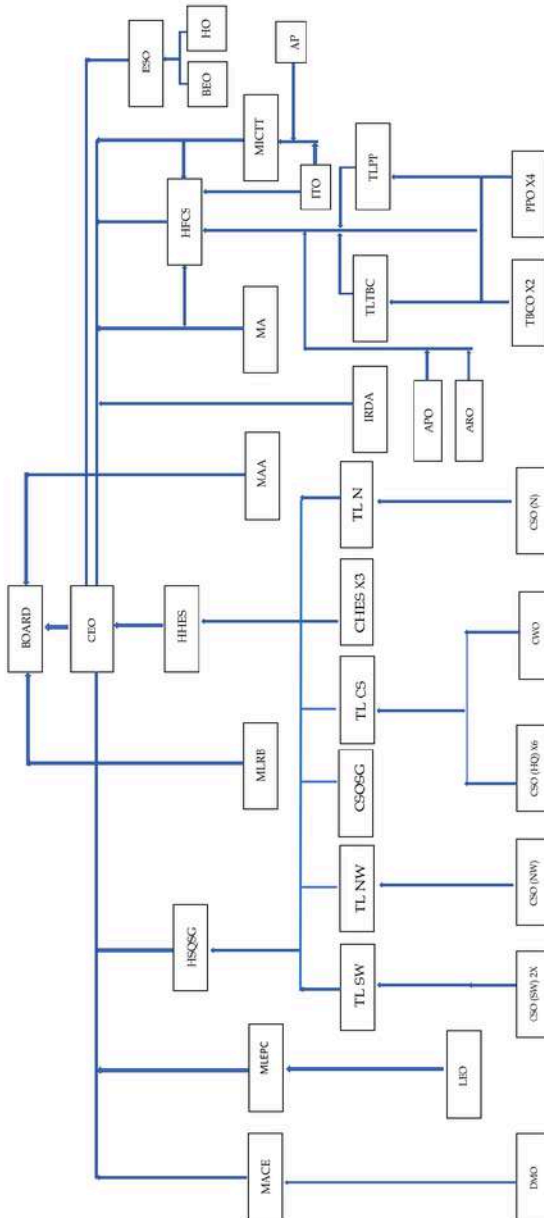 BOARD
CEO
ESO
BEO
HO
AP
HSQSG
HHES
HFCS
MACE
MLEPC
MLRB
MAA
MA
MICTT
ITO
TL SW
TL NW
CSOSG
TL CS
CHES X3
TL N
IRDA
TLTBC
TLPP
LEO
APO
ARO
DMO
CSO (SW) 2X
CSO (NW)
CSO (HQ) X6
CWO
CSO (N)
TBCO X2
PPO X4